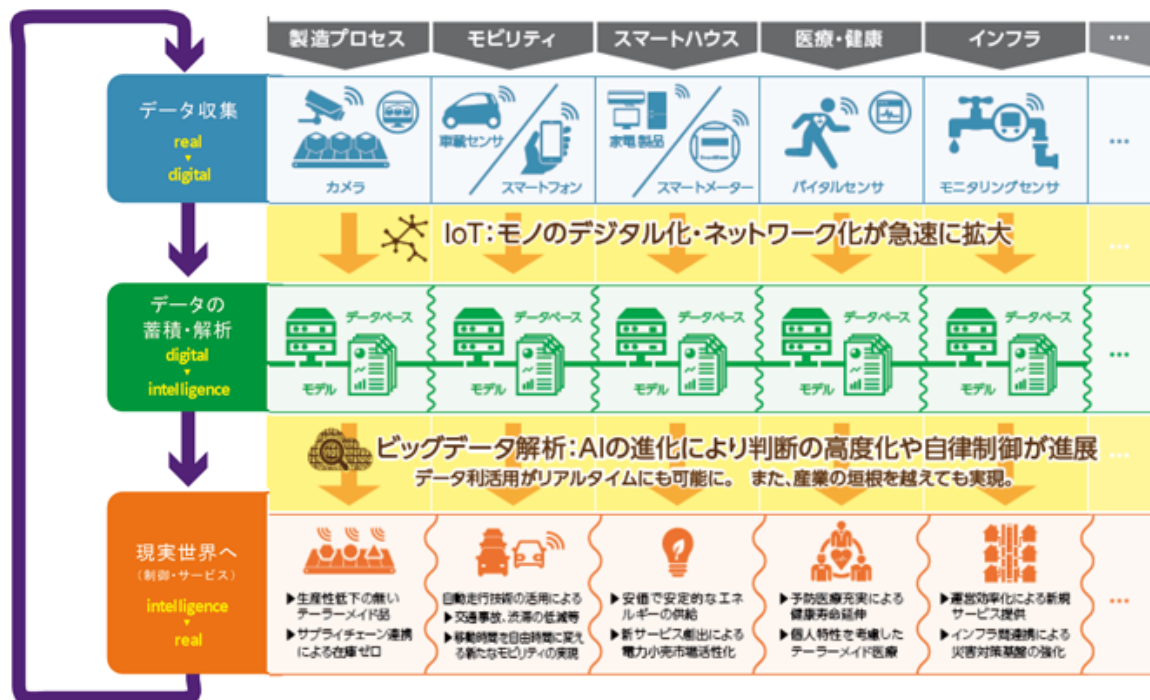 製造プロセス
モビリティ
スマートハウス
医療・健康
インフラ
…
データ収集
real
digital
カメラ
車載センサ
スマートフォン
家電製品
スマートメーター
バイタルセンサ
モニタリングセンサ
…
IoT:モノのデジタル化・ネットワーク化が急速に拡大
…
データの
蓄積・解析
digital
intelligence
データベース
モデル
データベース
モデル
データベース
モデル
データベース
モデル
データベース
モデル
…
ビッグデータ解析:AIの進化により判断の高度化や自律制御が進展
データ利活用がリアルタイムにも可能に。 また、産業の垣根を越えても実現。
…
現実世界へ
(制御・サービス)
intelligence
real
▶生産性低下の無い
テーラーメイド品
▶サプライチェーン連携
による在庫ゼロ
自動走行技術の活用による
▶交通事故、渋滞の低減等
▶移動時間を自由時間に変え
る新たなモビリティの実現
▶安価で安定的なエネ
ルギーの供給
▶新サービス創出による
電力小売市場活性化
▶予防医療充実による
健康寿命延伸
▶個人特性を考慮した
テーラーメイド医療
▶運営効率化による新規
サービス提供
▶インフラ間連携による
災害対策基盤の強化
…